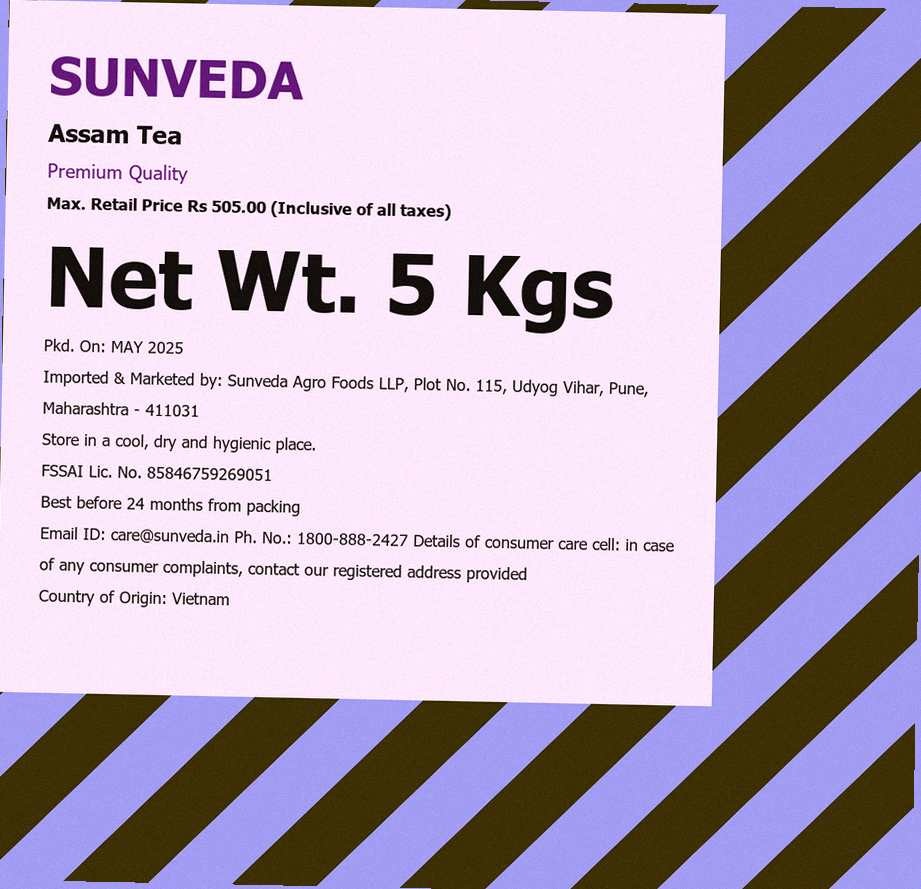 SUNVEDA
Assam Tea
Premium Quality
Max. Retail Price Rs 505.00 (Inclusive of all taxes)
Net Wt. 5 Kgs
Pkd. On: MAY 2025
Imported & Marketed by: Sunveda Agro Foods LLP, Plot No. 115, Udyog Vihar, Pune,
Maharashtra - 411031
Store in a cool, dry and hygienic place.
FSSAI Lic. No. 85846759269051
Best before 24 months from packing
Email ID: care@sunveda.in Ph. No.: 1800-888-2427 Details of consumer care cell: in case
of any consumer complaints, contact our registered address provided
Country of Origin: Vietnam